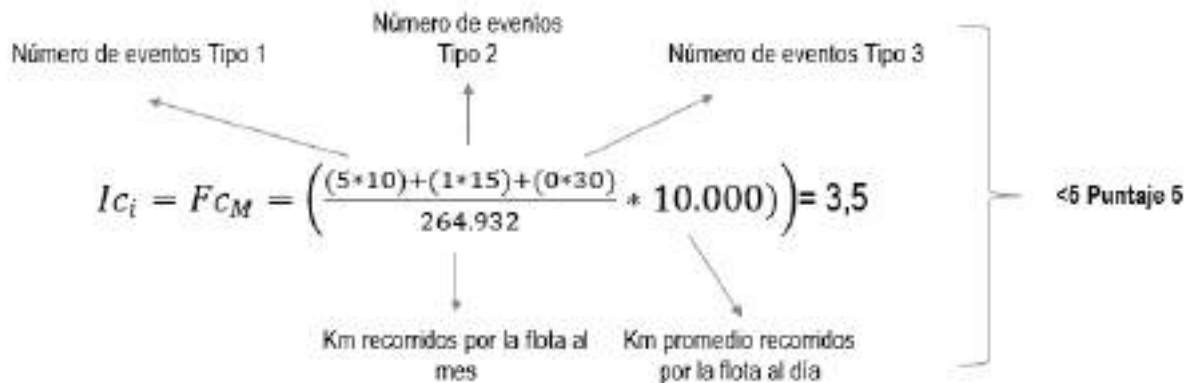 Número de eventos
Tipo 2
Número de eventos Tipo 1
Número de eventos Tipo 3
Ic_i = Fc_M = ( (5*10)+(1*15)+(0*30) / 264.932 * 10.000) ) = 3,5
<5 Puntaje 5
Km recorridos por la flota al
mes
Km promedio recorridos
por la flota al día